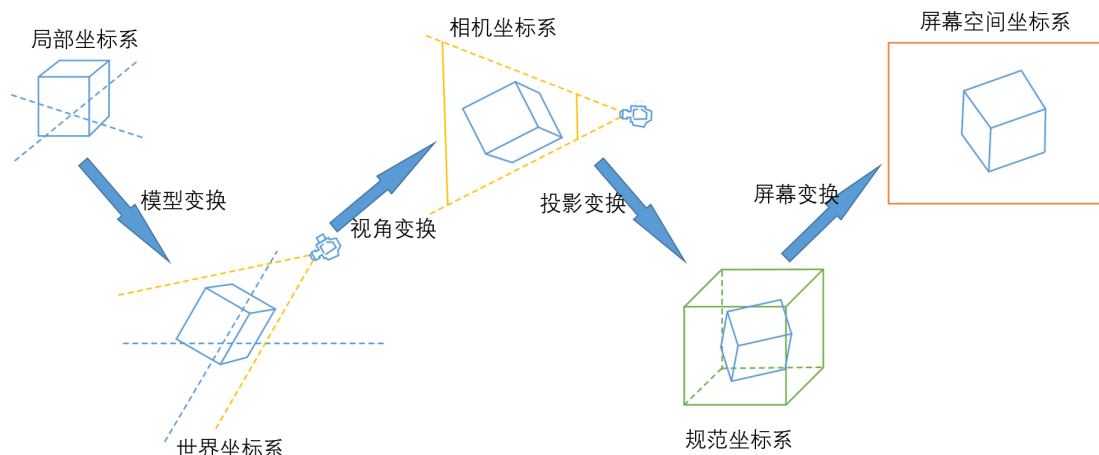 局部坐标系
模型变换
世界坐标系
视角变换
相机坐标系
投影变换
规范坐标系
屏幕变换
屏幕空间坐标系